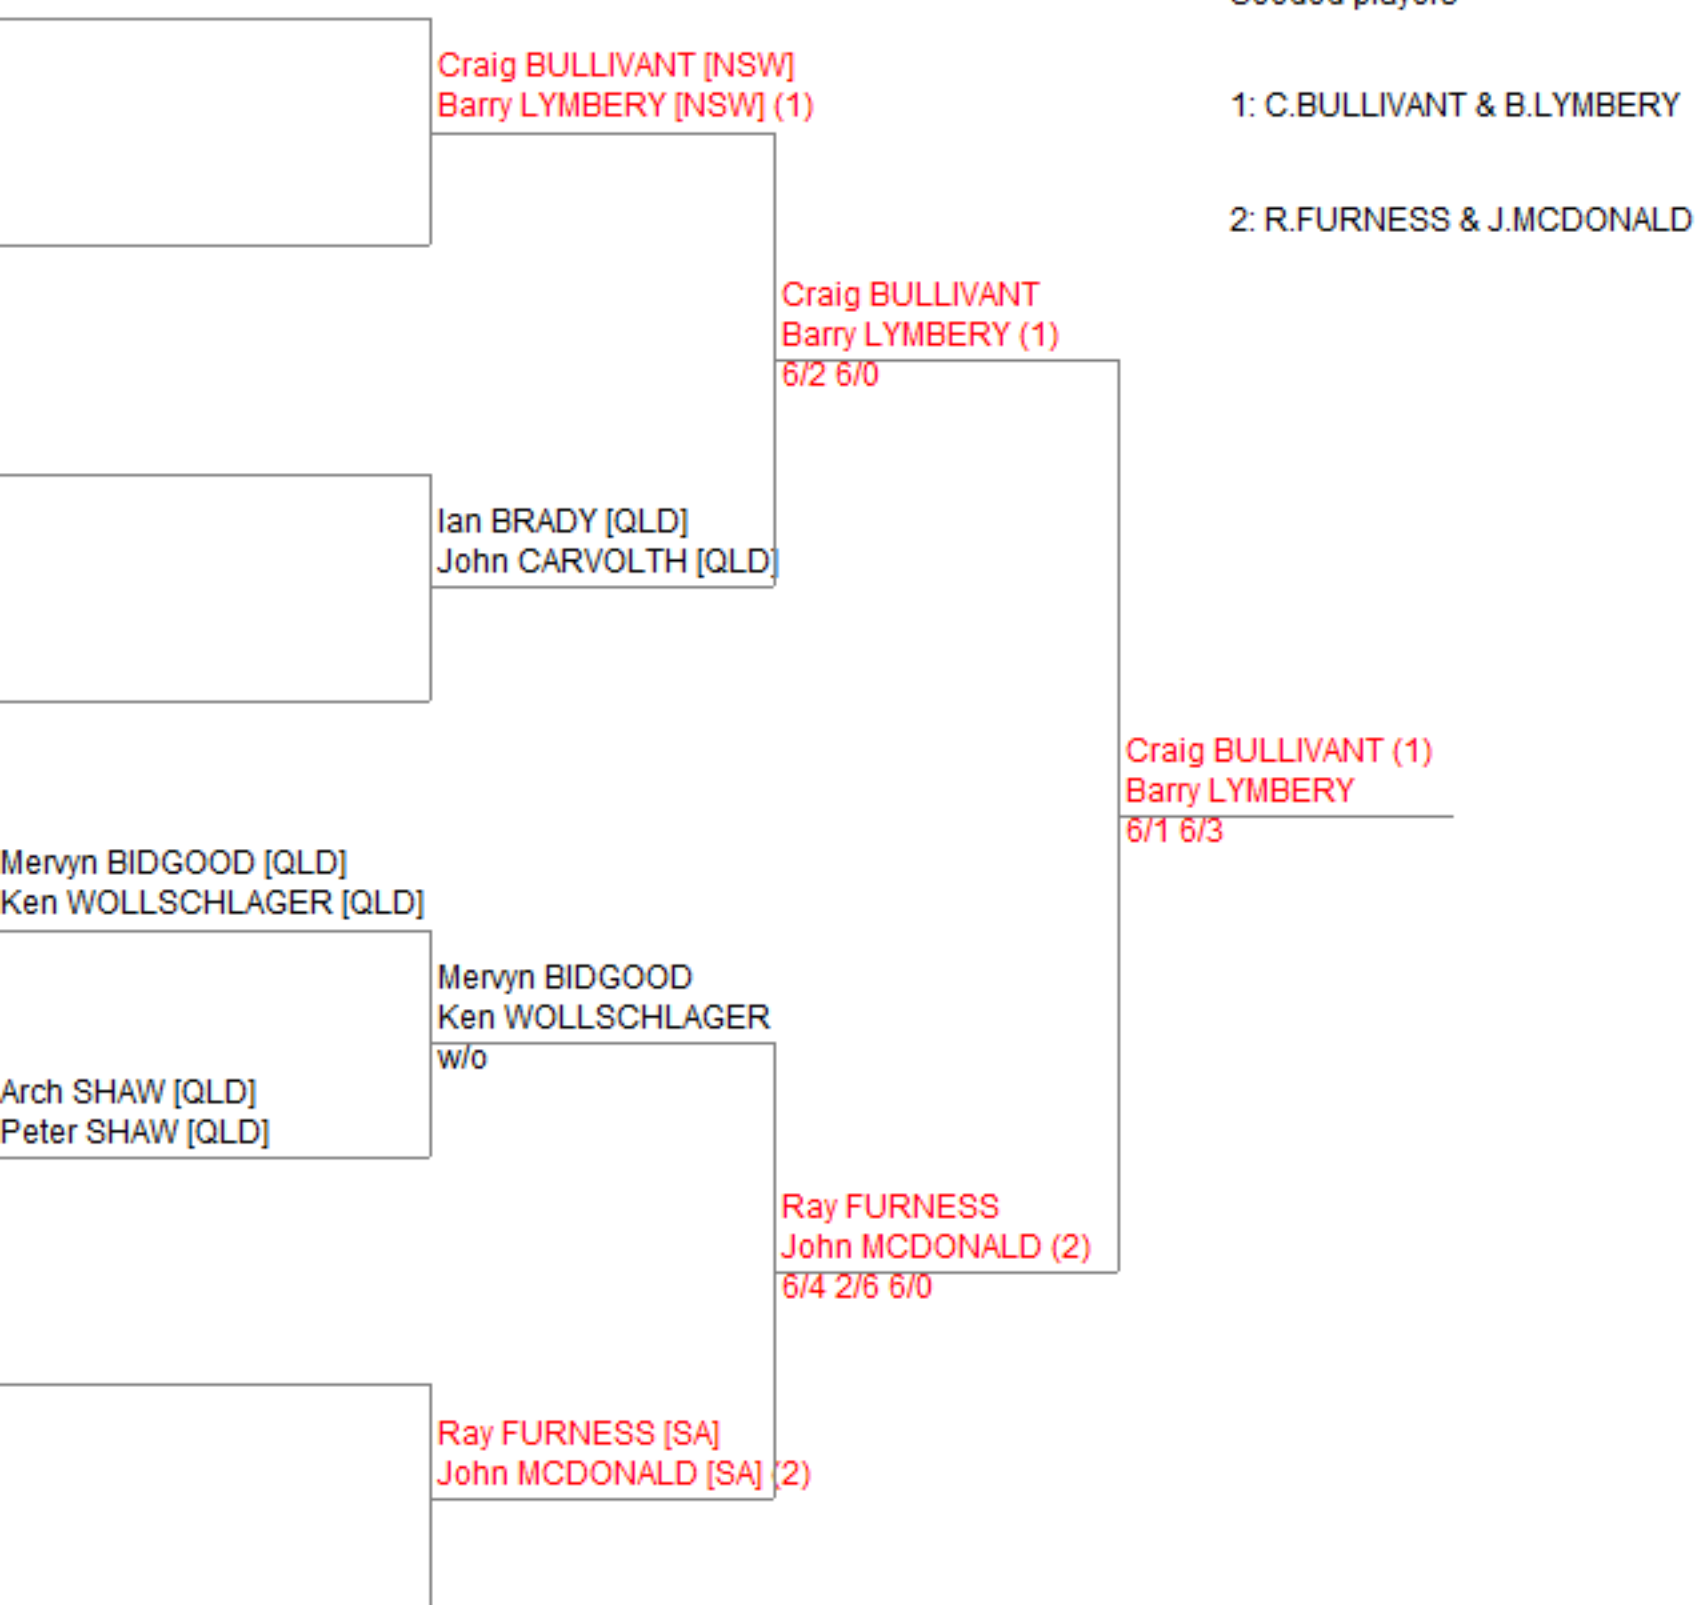 Seeded players
Craig BULLIVANT [NSW]
Barry LYMBERY [NSW] (1)
1: C.BULLIVANT & B.LYMBERY
2: R.FURNESS & J.MCDONALD
Craig BULLIVANT
Barry LYMBERY (1)
6/2 6/0
Ian BRADY [QLD]
John CARVOLTH [QLD]
Craig BULLIVANT (1)
Barry LYMBERY
6/1 6/3
Mervyn BIDGOOD [QLD]
Ken WOLLSCHLAGER [QLD]
Mervyn BIDGOOD
Ken WOLLSCHLAGER
w/o
Arch SHAW [QLD]
Peter SHAW [QLD]
Ray FURNESS
John MCDONALD (2)
6/4 2/6 6/0
Ray FURNESS [SA]
John MCDONALD [SA] (2)